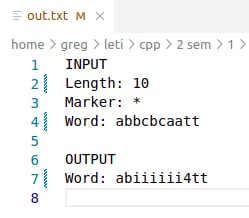 out.txt M
home > greg > leti > cpp > 2 sem > 1 >
1 INPUT
2 Length: 10
3 Marker: *
4 Word: abbcbcaatt
5
6 OUTPUT
7 Word: abiiiiii4tt
8